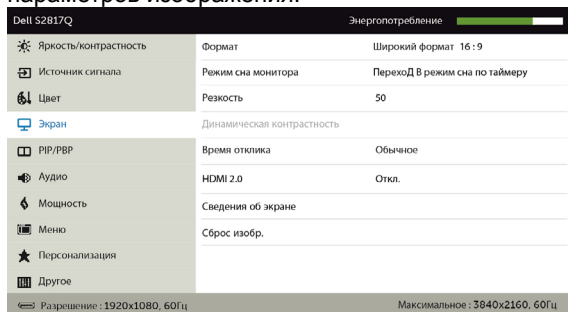 параметров изображения.
Dell S2817Q Энергопотребление
Яркость/контрастность Формат Широкий формат 16 : 9
Источник сигнала Режим сна монитора ПереХоД В режим сна по таймеру
Цвет Резкость 50
Экран Динамическая контрастность
PIP/PBP Время отклика Обычное
Аудио HDMI 2.0 Откл.
Мощность Сведения об экране
Меню Сброс изобр.
Персонализация
Другое
Разрешение : 1920x1080, 60Гц Максимальное : 3840x2160, 60Гц